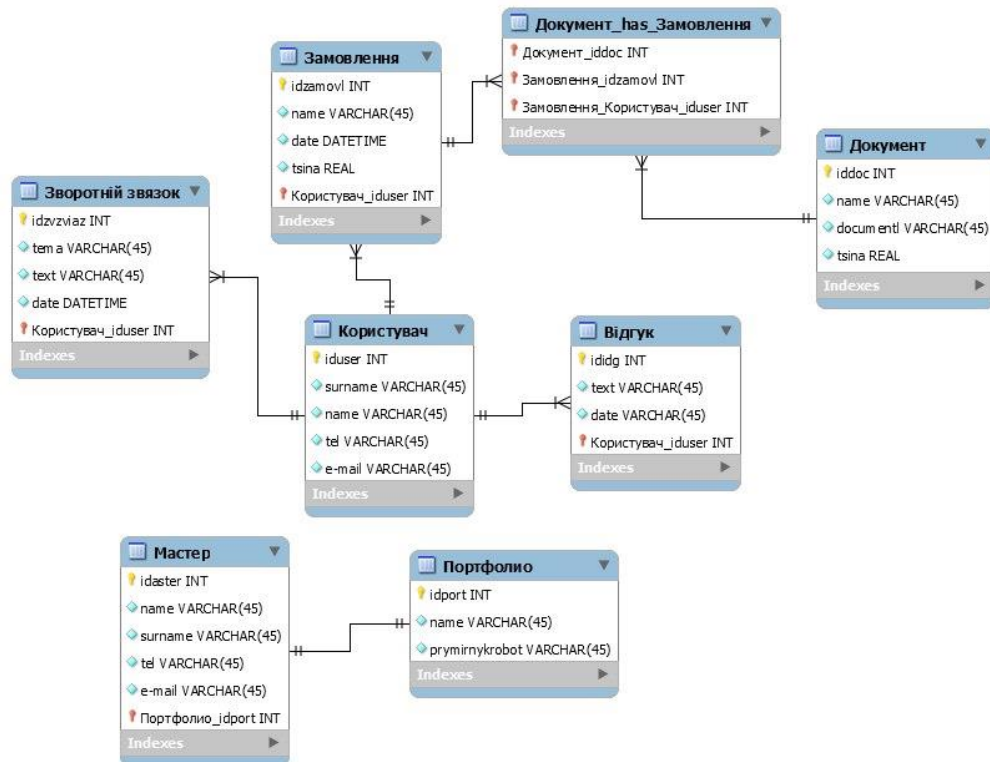 Замовлення
idzamovl INT
name VARCHAR(45)
date DATETIME
tsina REAL
Користувач_iduser INT
Indexes
Документ_has_Замовлення
Документ_iddoc INT
Замовлення_idzamovl INT
Замовлення_Користувач_iduser INT
Indexes
Документ
iddoc INT
name VARCHAR(45)
documentl VARCHAR(45)
tsina REAL
Indexes
Зворотній звязок
idzvzviaz INT
tema VARCHAR(45)
text VARCHAR(45)
date DATETIME
Користувач_iduser INT
Indexes
Користувач
iduser INT
surname VARCHAR(45)
name VARCHAR(45)
tel VARCHAR(45)
e-mail VARCHAR(45)
Indexes
Відгук
ididg INT
text VARCHAR(45)
date VARCHAR(45)
Користувач_iduser INT
Indexes
Мастер
idaster INT
name VARCHAR(45)
surname VARCHAR(45)
tel VARCHAR(45)
e-mail VARCHAR(45)
Портфолио_idport INT
Indexes
Портфолио
idport INT
name VARCHAR(45)
prymirnykrobot VARCHAR(45)
Indexes